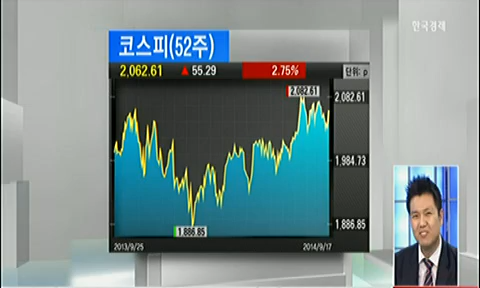 한국경제
코스피(52주)
2,062.61 ▲ 55.29 2.75% 단위: p
2,082.61
2,082.61
1,984.73
1,886.85
1,886.85
2013/9/25 2014/9/17